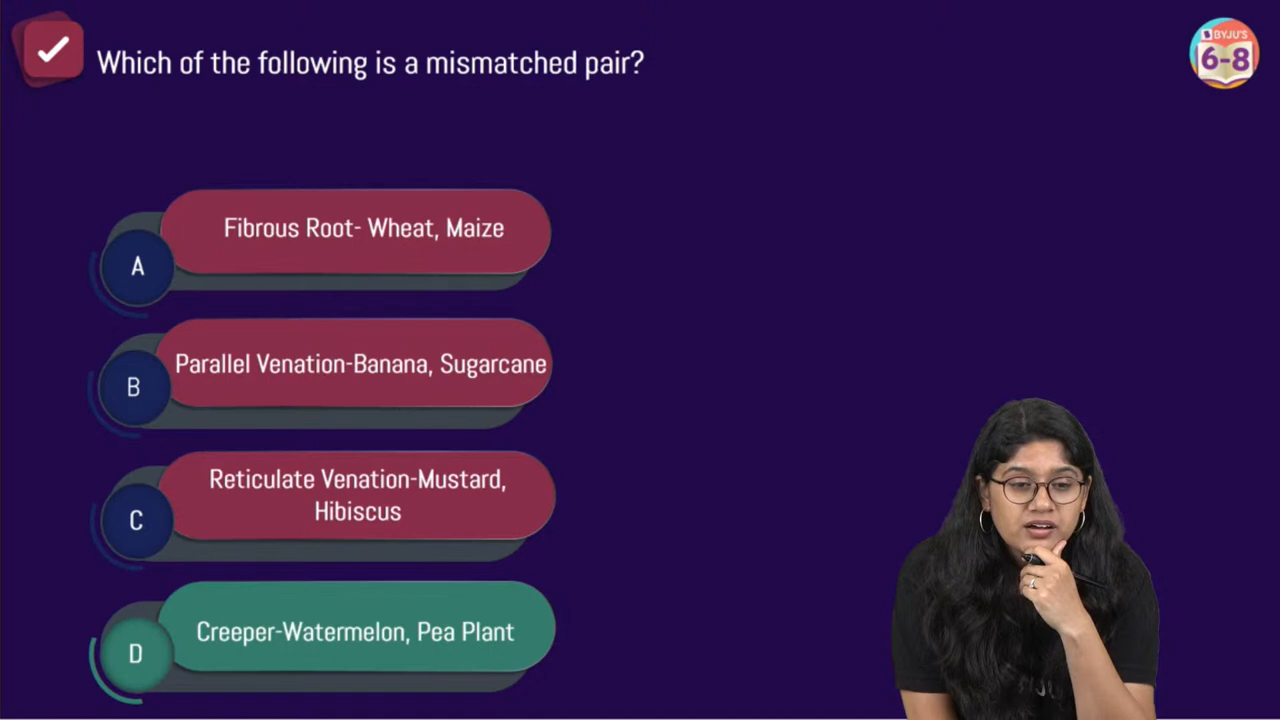 Which of the following is a mismatched pair?
BYJU'S
6-8
Fibrous Root- Wheat, Maize
A
Parallel Venation-Banana, Sugarcane
B
Reticulate Venation-Mustard,
Hibiscus
C
Creeper-Watermelon, Pea Plant
D